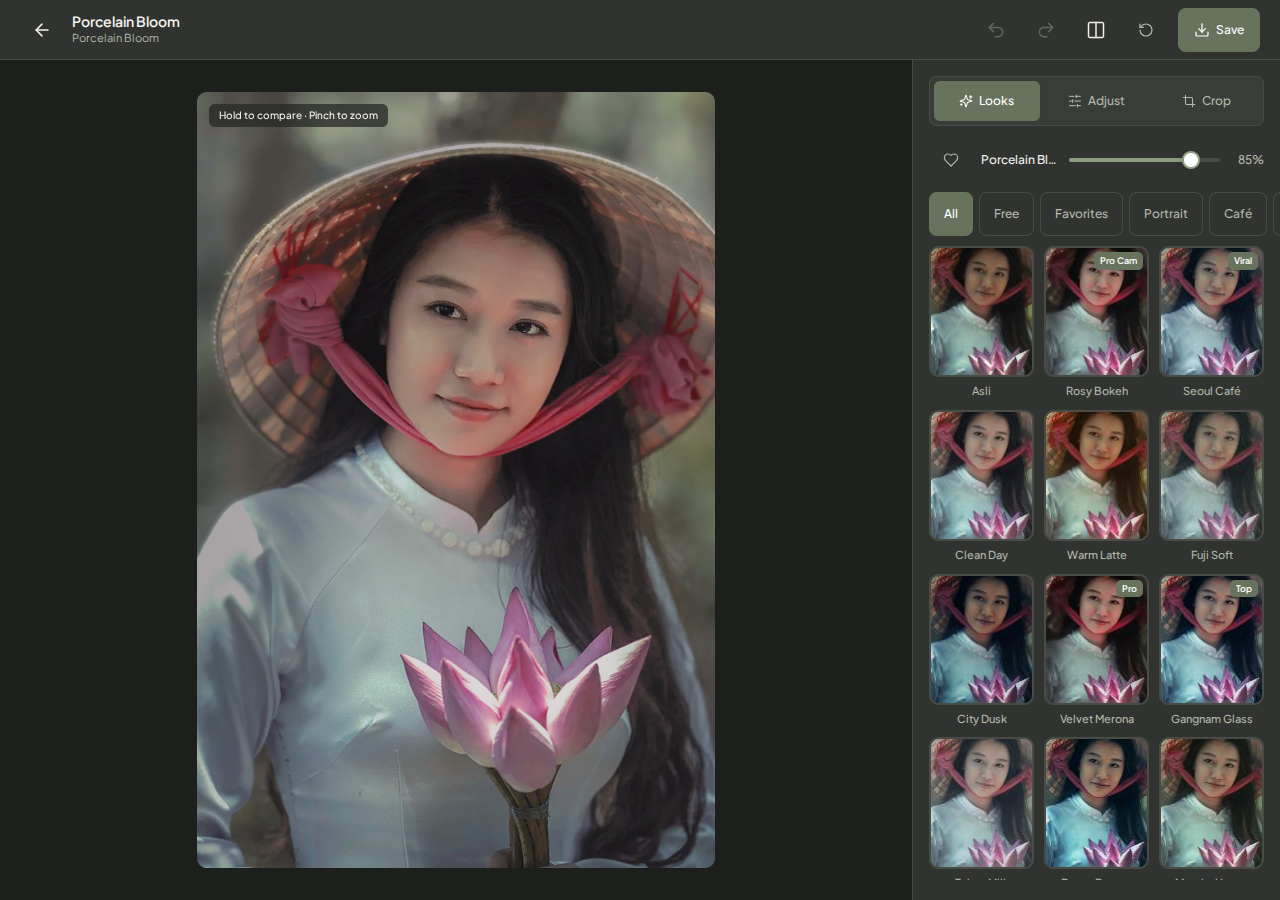 Porcelain Bloom
Porcelain Bloom
Save
Hold to compare · Pinch to zoom
Looks
Adjust
Crop
Porcelain Bl...
85%
All
Free
Favorites
Portrait
Café
Pro Cam
Viral
Asli
Rosy Bokeh
Seoul Café
Clean Day
Warm Latte
Fuji Soft
Pro
Top
City Dusk
Velvet Merona
Gangnam Glass